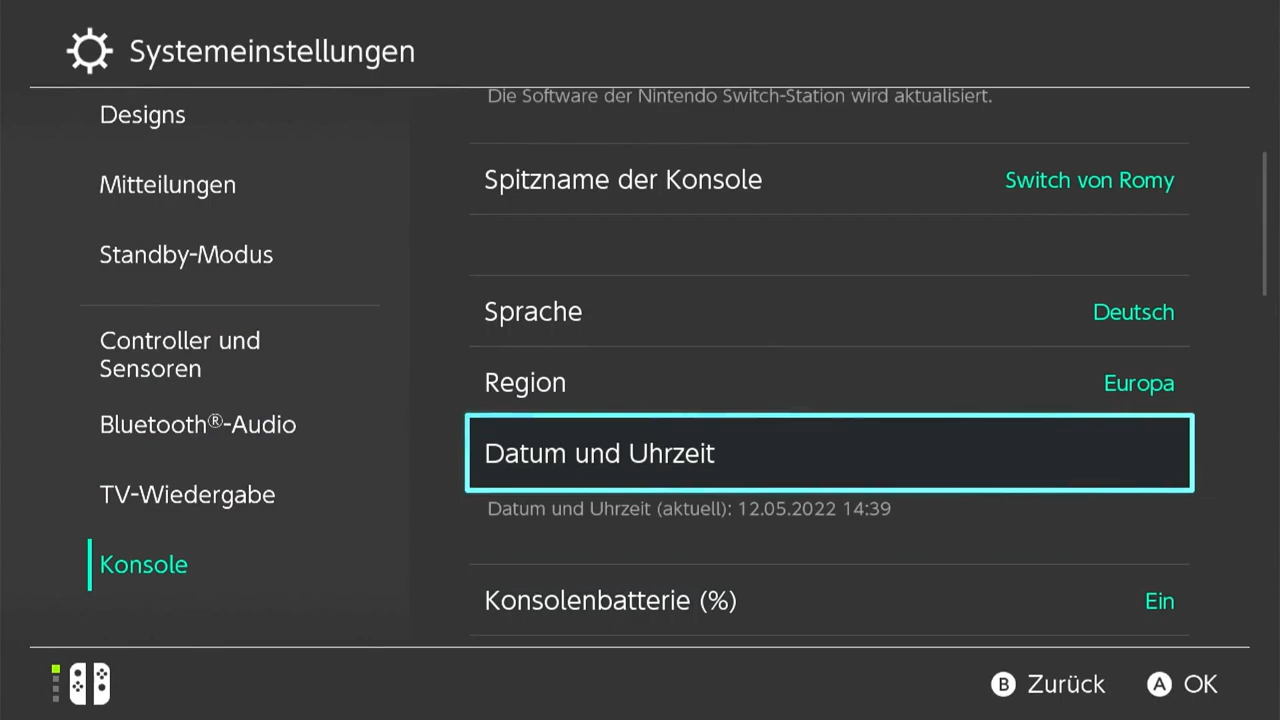 Systemeinstellungen
Designs
Mitteilungen
Standby-Modus
Controller und
Sensoren
Bluetooth®-Audio
TV-Wiedergabe
Konsole
Die Software der Nintendo Switch-Station wird aktualisiert.
Spitzname der Konsole Switch von Romy
Sprache Deutsch
Region Europa
Datum und Uhrzeit
Datum und Uhrzeit (aktuell): 12.05.2022 14:39
Konsolenbatterie (%) Ein
B Zurück A OK